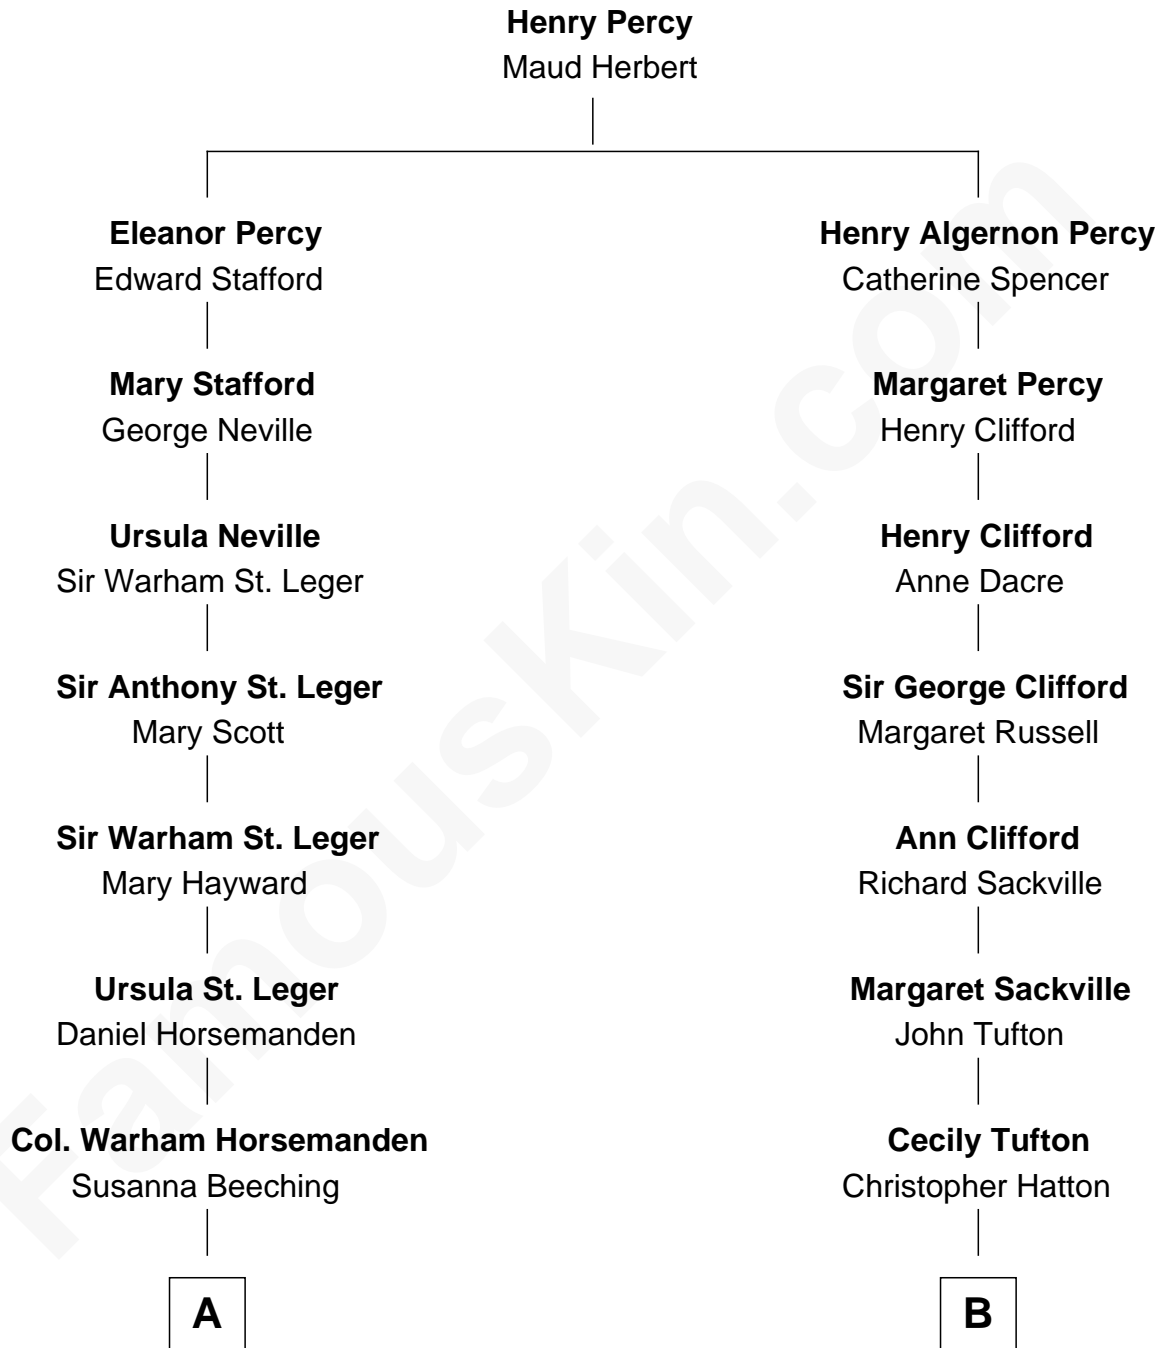 Henry Percy
Maud Herbert
Eleanor Percy
Edward Stafford
Henry Algernon Percy
Catherine Spencer
Mary Stafford
George Neville
Margaret Percy
Henry Clifford
Ursula Neville
Sir Warham St. Leger
Henry Clifford
Anne Dacre
Sir Anthony St. Leger
Mary Scott
Sir George Clifford
Margaret Russell
Sir Warham St. Leger
Mary Hayward
Ann Clifford
Richard Sackville
Ursula St. Leger
Daniel Horsemanden
Margaret Sackville
John Tufton
Col. Warham Horsemanden
Susanna Beeching
Cecily Tufton
Christopher Hatton
A
B
FamousKin.com